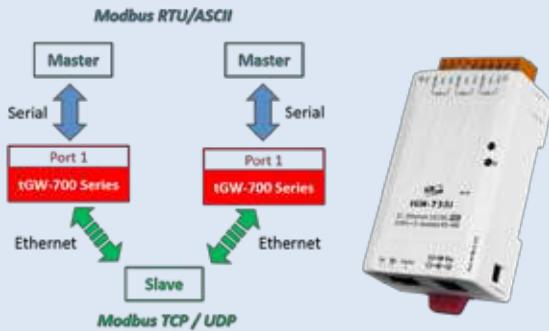 Modbus RTU/ASCII
Master
Master
Serial
Serial
Port 1
Port 1
tGW-700 Series
tGW-700 Series
Ethernet
Ethernet
Slave
Modbus TCP / UDP